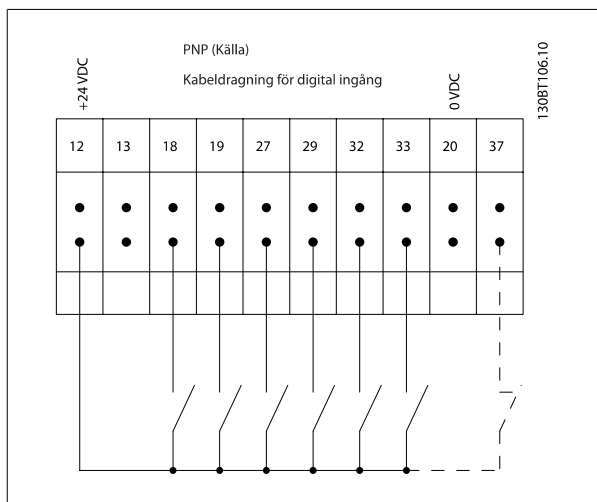 PNP (Källa)
Kabeldragning för digital ingång
+24 VDC
0 VDC
130BT106.10
12 13 18 19 27 29 32 33 20 37